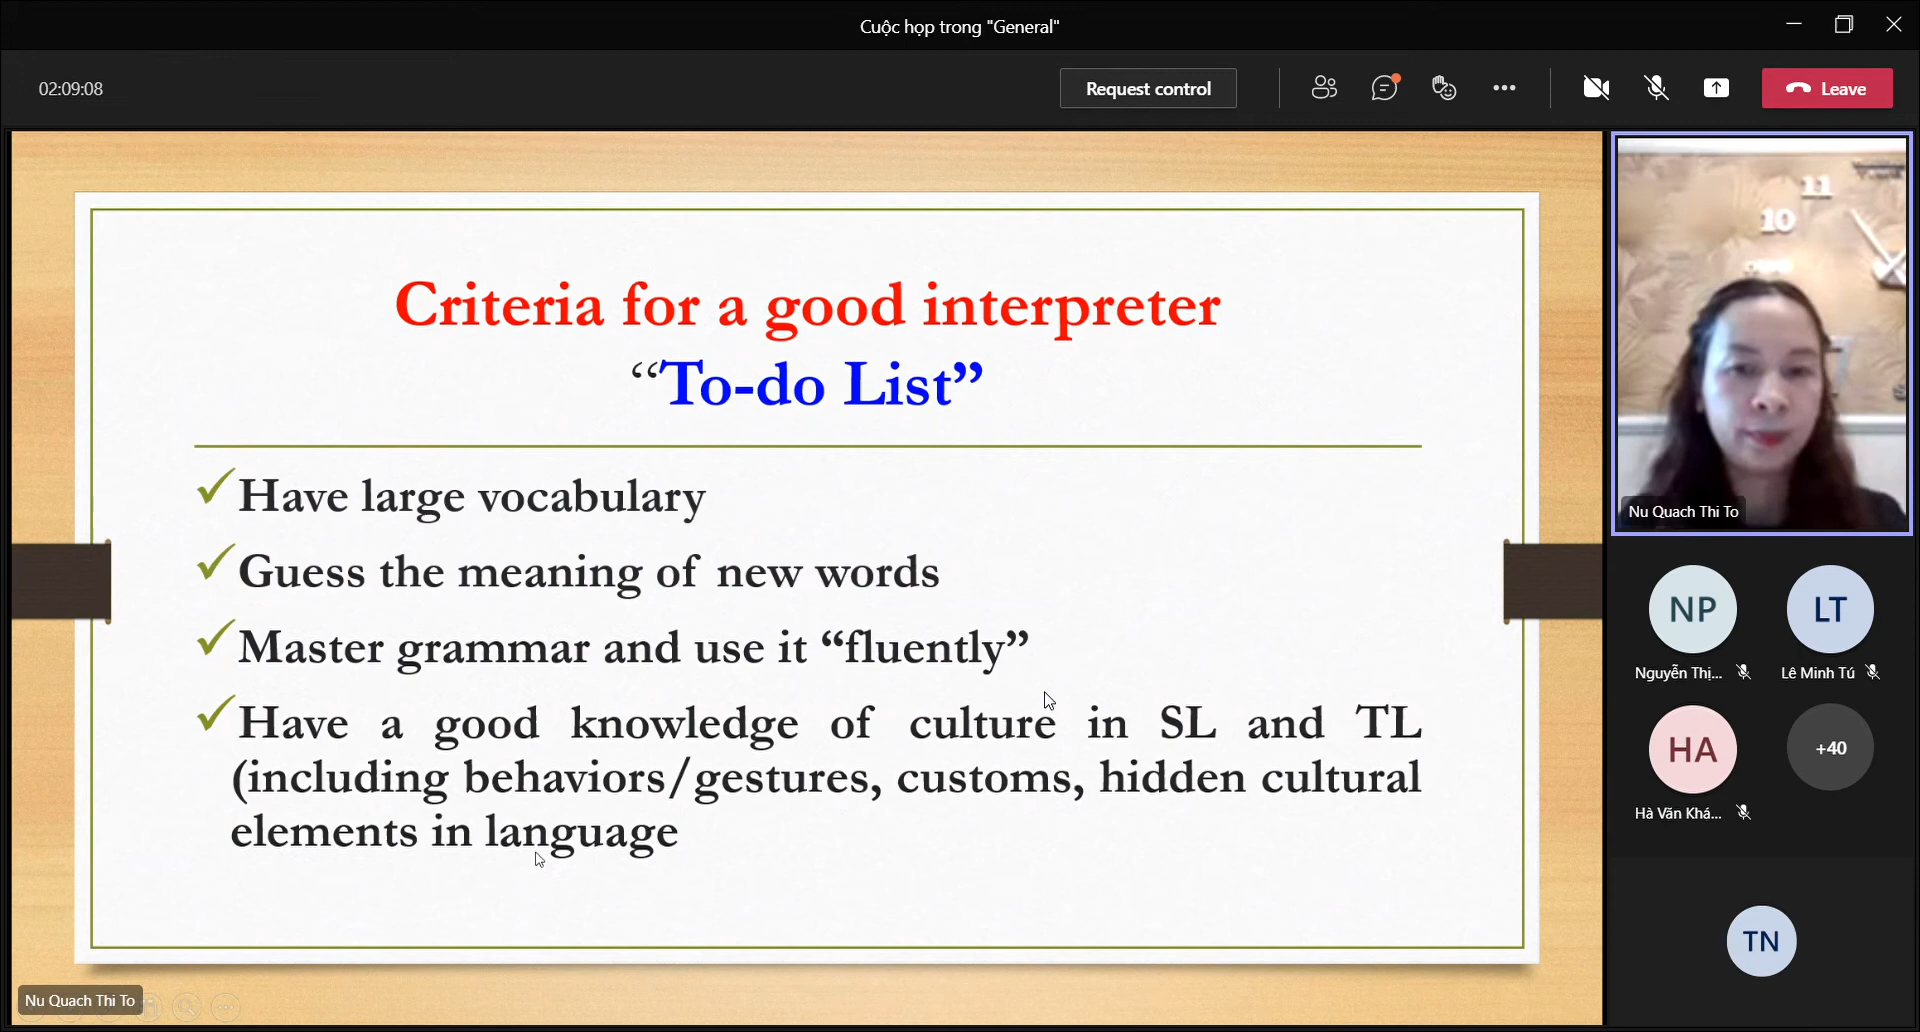 Cuộc họp trong "General"
02:09:08
Request control
Leave
Criteria for a good interpreter
“To-do List”
Have large vocabulary
Guess the meaning of new words
Master grammar and use it “fluently”
Have a good knowledge of culture in SL and TL
(including behaviors/gestures, customs, hidden cultural
elements in language
11
10
Nu Quach Thi To
NP
LT
Nguyễn Thị...
Lê Minh Tú
HA
+40
Hà Văn Khá...
TN
Nu Quach Thi To